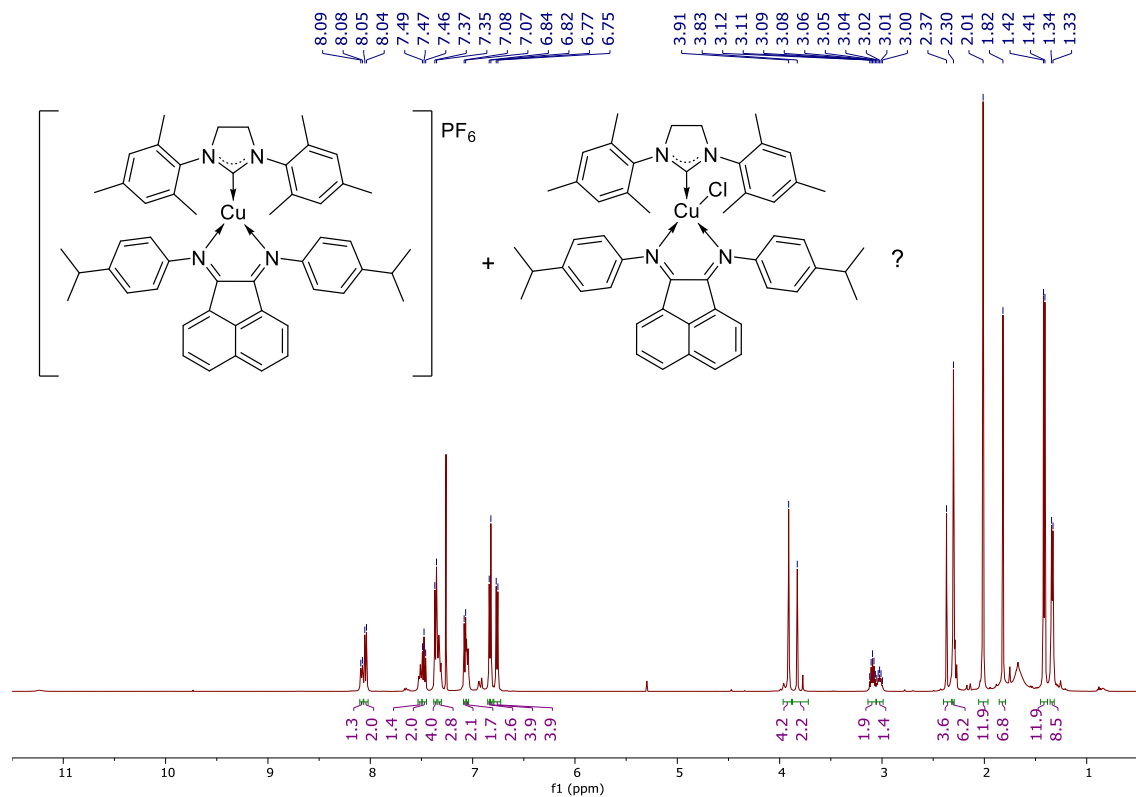 8.09 8.08 8.05 8.04 7.49 7.47 7.46 7.37 7.35 7.08 7.07 6.84 6.82 6.77 6.75 3.91 3.83 3.12 3.11 3.09 3.08 3.06 3.05 3.04 3.02 3.01 3.00 2.37 2.30 2.01 1.82 1.42 1.41 1.34 1.33
PF6
N N
Cu
N N
+
N N
Cl
Cu
N N
?
1.3 2.0 1.4 2.0 4.0 2.8 2.1 1.7 2.6 3.9 3.9 4.2 2.2 1.9 1.4 3.6 6.2 11.9 6.8 11.9 8.5
11 10 9 8 7 6 5 4 3 2 1
f1 (ppm)